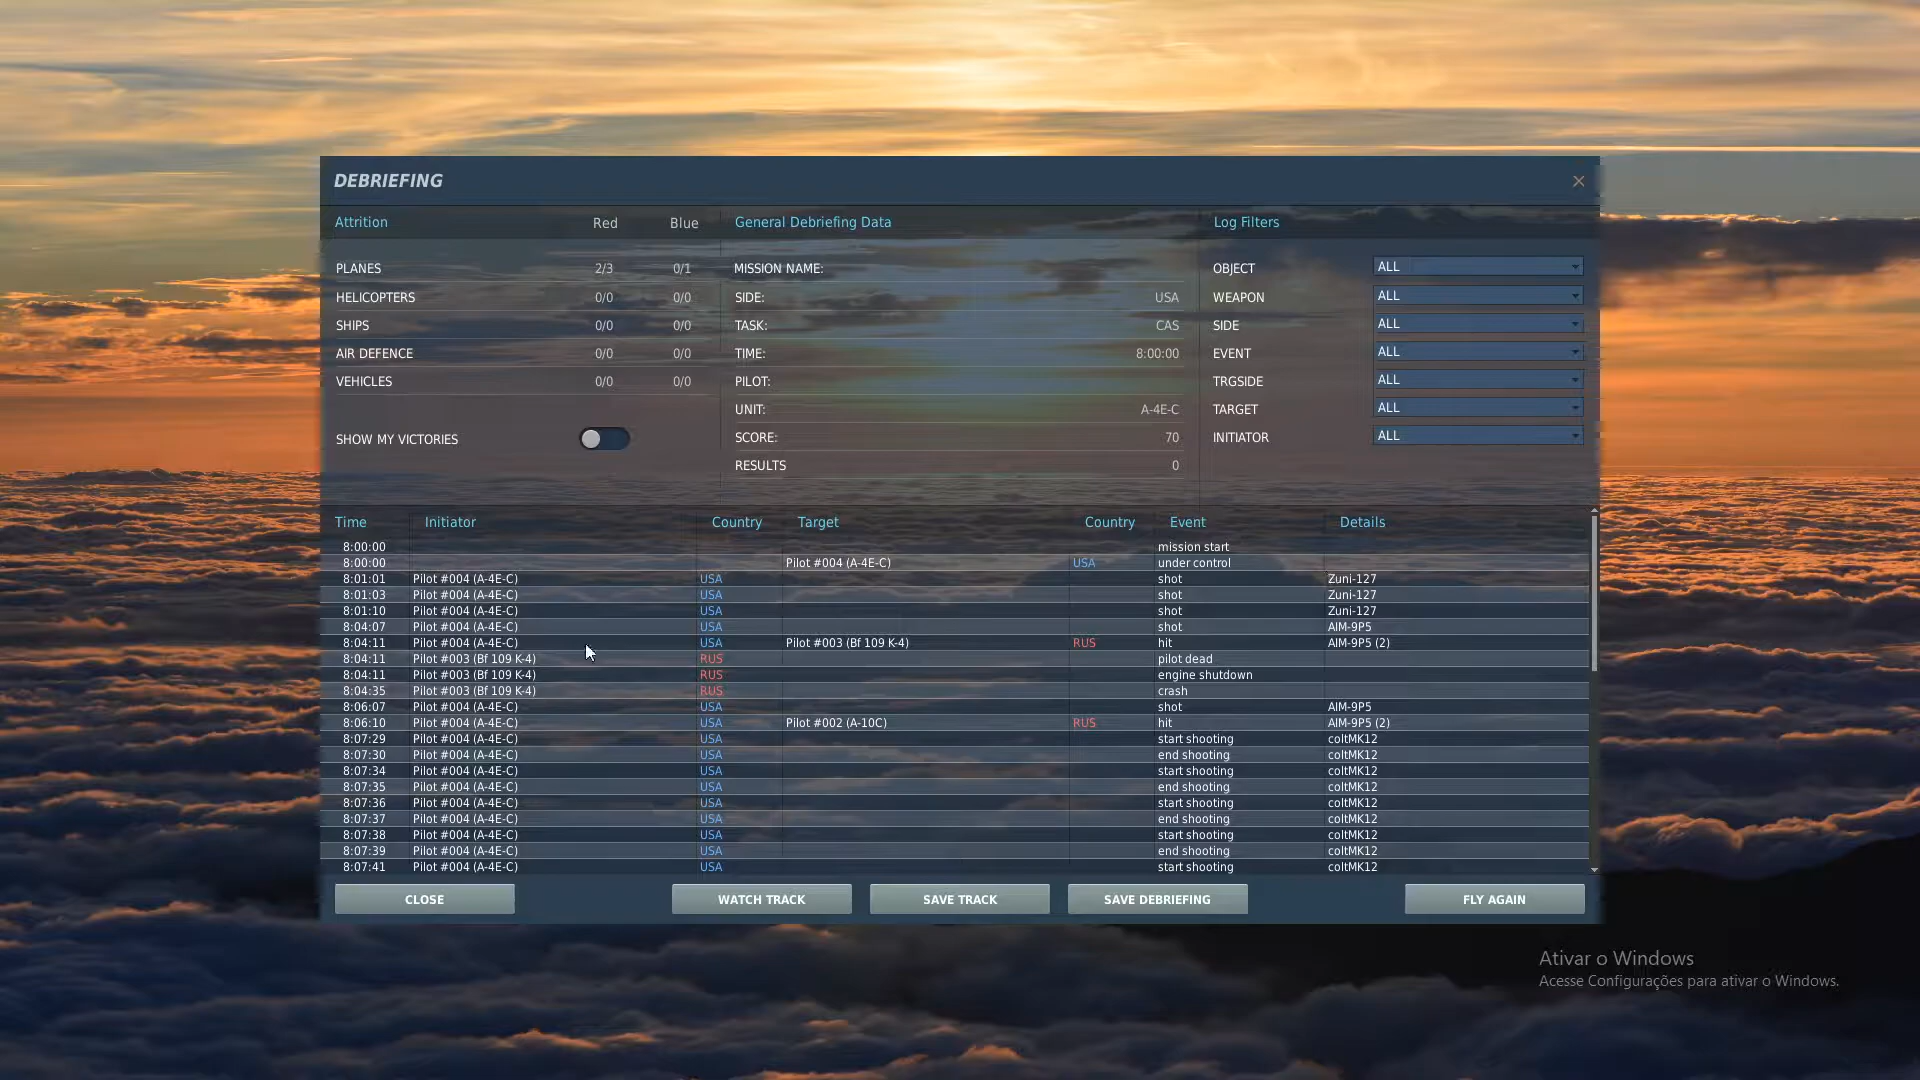 DEBRIEFING
Attrition Red Blue General Debriefing Data Log Filters
PLANES 2/3 0/1 MISSION NAME: OBJECT ALL
HELICOPTERS 0/0 0/0 SIDE: USA WEAPON ALL
SHIPS 0/0 0/0 TASK: CAS SIDE ALL
AIR DEFENCE 0/0 0/0 TIME: 8:00:00 EVENT ALL
VEHICLES 0/0 0/0 PILOT: TRGSIDE ALL
UNIT: A-4E-C TARGET ALL
SHOW MY VICTORIES SCORE: 70 INITIATOR ALL
RESULTS 0
Time Initiator Country Target Country Event Details
8:00:00 mission start
8:00:00 Pilot #004 (A-4E-C) USA under control
8:01:01 Pilot #004 (A-4E-C) USA shot Zuni-127
8:01:03 Pilot #004 (A-4E-C) USA shot Zuni-127
8:01:10 Pilot #004 (A-4E-C) USA shot Zuni-127
8:04:07 Pilot #004 (A-4E-C) USA shot AIM-9P5
8:04:11 Pilot #004 (A-4E-C) USA Pilot #003 (Bf 109 K-4) RUS hit AIM-9P5 (2)
8:04:11 Pilot #003 (Bf 109 K-4) RUS pilot dead
8:04:11 Pilot #003 (Bf 109 K-4) RUS engine shutdown
8:04:35 Pilot #003 (Bf 109 K-4) RUS crash
8:06:07 Pilot #004 (A-4E-C) USA shot AIM-9P5
8:06:10 Pilot #004 (A-4E-C) USA Pilot #002 (A-10C) RUS hit AIM-9P5 (2)
8:07:29 Pilot #004 (A-4E-C) USA start shooting coltMK12
8:07:30 Pilot #004 (A-4E-C) USA end shooting coltMK12
8:07:34 Pilot #004 (A-4E-C) USA start shooting coltMK12
8:07:35 Pilot #004 (A-4E-C) USA end shooting coltMK12
8:07:36 Pilot #004 (A-4E-C) USA start shooting coltMK12
8:07:37 Pilot #004 (A-4E-C) USA end shooting coltMK12
8:07:38 Pilot #004 (A-4E-C) USA start shooting coltMK12
8:07:39 Pilot #004 (A-4E-C) USA end shooting coltMK12
8:07:41 Pilot #004 (A-4E-C) USA start shooting coltMK12
CLOSE WATCH TRACK SAVE TRACK SAVE DEBRIEFING FLY AGAIN
Ativar o Windows
Acesse Configurações para ativar o Windows.